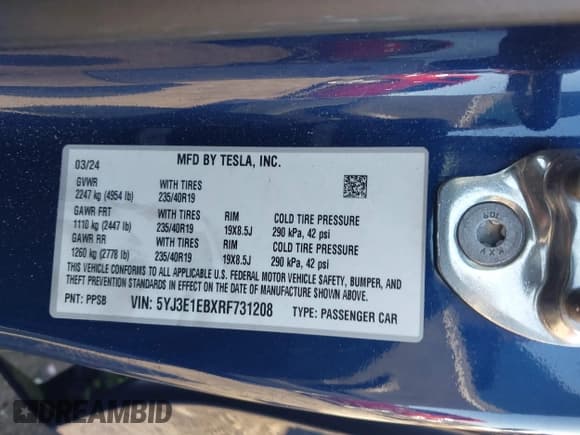 03/24 MFD BY TESLA, INC.
GVWR WITH TIRES
2247 kg (4954 lb) 235/40R19
GAWR FRT WITH TIRES RIM COLD TIRE PRESSURE
1110 kg (2447 lb) 235/40R19 19X8.5J 290 kPa, 42 psi
GAWR RR WITH TIRES RIM COLD TIRE PRESSURE
1260 kg (2778 lb) 235/40R19 19X8.5J 290 kPa, 42 psi
THIS VEHICLE CONFORMS TO ALL APPLICABLE U.S. FEDERAL MOTOR VEHICLE SAFETY, BUMPER, AND
THEFT PREVENTION STANDARDS IN EFFECT ON THE DATE OF MANUFACTURE SHOWN ABOVE.
PNT: PPSB VIN: 5YJ3E1EBXRF731208 TYPE: PASSENGER CAR
DREAMBID